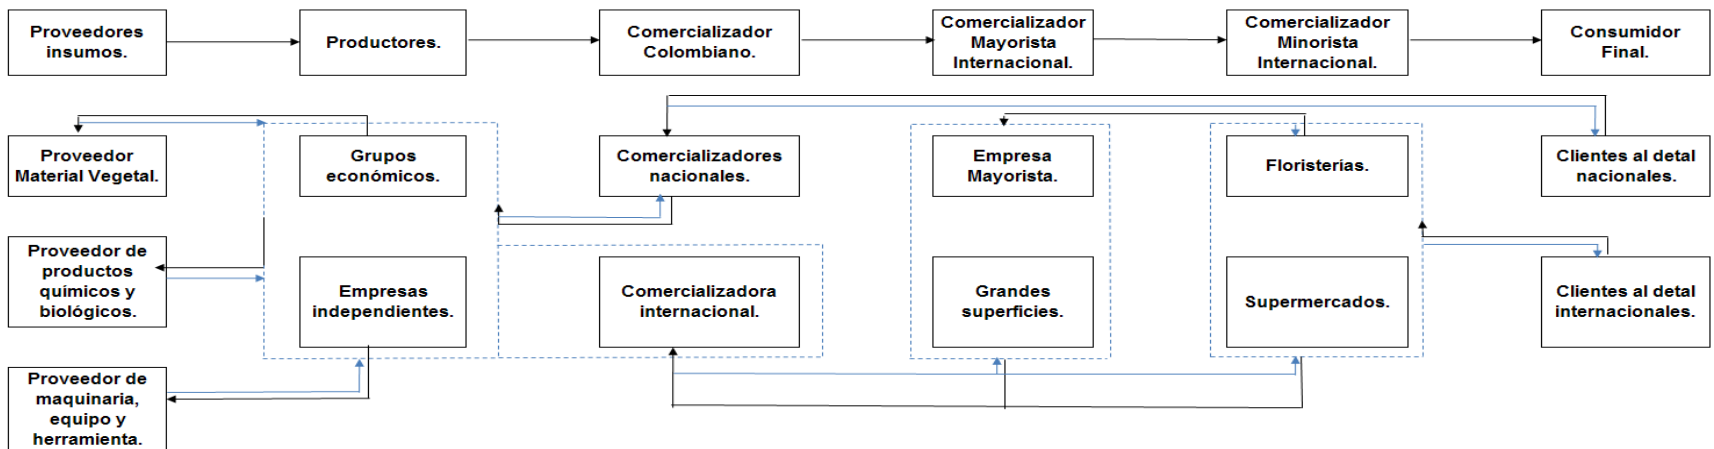 Proveedores
insumos.
Productores.
Comercializador
Colombiano.
Comercializador
Mayorista
Internacional.
Comercializador
Minorista
Internacional.
Consumidor
Final.
Proveedor
Material Vegetal.
Grupos
económicos.
Comercializadores
nacionales.
Empresa
Mayorista.
Floristerías.
Clientes al detal
nacionales.
Proveedor de
productos
químicos y
biológicos.
Empresas
independientes.
Comercializadora
internacional.
Grandes
superficies.
Supermercados.
Clientes al detal
internacionales.
Proveedor de
maquinaria,
equipo y
herramienta.